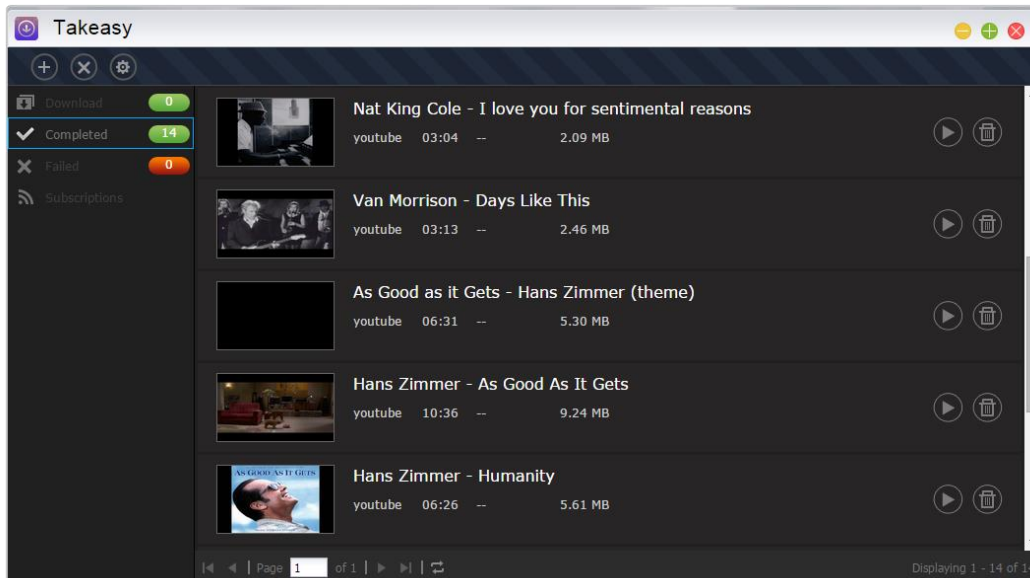 Takeasy
Download 0
Completed 14
Failed 0
Subscriptions
Nat King Cole - I love you for sentimental reasons
youtube 03:04 -- 2.09 MB
Van Morrison - Days Like This
youtube 03:13 -- 2.46 MB
As Good as it Gets - Hans Zimmer (theme)
youtube 06:31 -- 5.30 MB
Hans Zimmer - As Good As It Gets
youtube 10:36 -- 9.24 MB
AS GOOD AS IT GETS
Hans Zimmer - Humanity
youtube 06:26 -- 5.61 MB
Page 1 of 1
Displaying 1 - 14 of